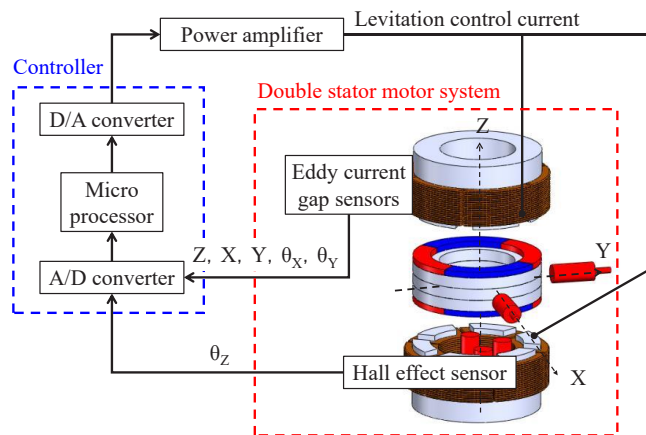 Power amplifier
Levitation control current
Controller
Double stator motor system
D/A converter
Z
Eddy current
gap sensors
Micro
processor
Z, X, Y, θX, θY
Y
A/D converter
θZ
Hall effect sensor
X